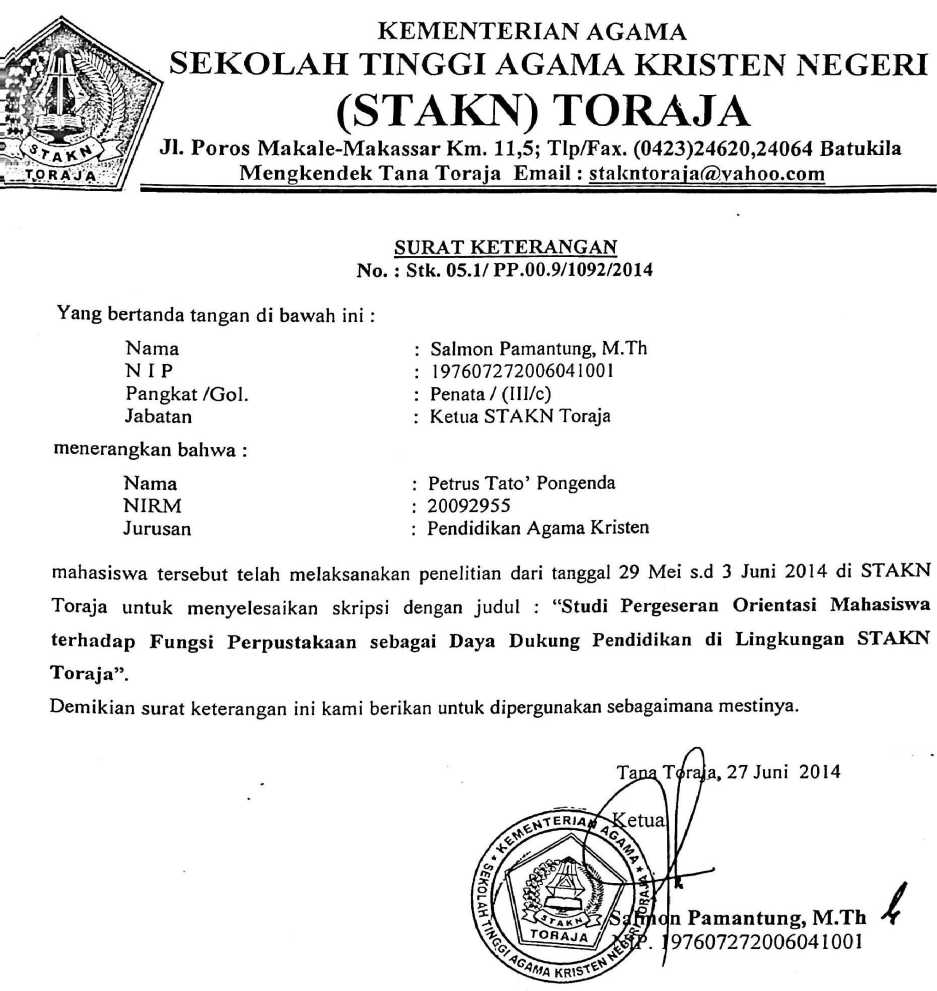 KEMENTERIAN AGAMA
SEKOLAH TINGGI AGAMA KRISTEN NEGERI
(STAKN) TORAJA
Jl. Poros Makale-Makassar Km. 11,5; Tlp/Fax. (0423)24620,24064 Batukila
Mengkendek Tana Toraja Email : stakntoraja@yahoo.com
STAKN
TORAJA
SURAT KETERANGAN
No. : Stk. 05.1/ PP.00.9/1092/2014
Yang bertanda tangan di bawah ini :
Nama : Salmon Pamantung, M.Th
N I P : 197607272006041001
Pangkat /Gol. : Penata / (III/c)
Jabatan : Ketua STAKN Toraja
menerangkan bahwa :
Nama : Petrus Tato’ Pongenda
NIRM : 20092955
Jurusan : Pendidikan Agama Kristen
mahasiswa tersebut telah melaksanakan penelitian dari tanggal 29 Mei s.d 3 Juni 2014 di STAKN
Toraja untuk menyelesaikan skripsi dengan judul : “Studi Pergeseran Orientasi Mahasiswa
terhadap Fungsi Perpustakaan sebagai Daya Dukung Pendidikan di Lingkungan STAKN
Toraja”.
Demikian surat keterangan ini kami berikan untuk dipergunakan sebagaimana mestinya.
Tana Toraja, 27 Juni 2014
Ketua
KEMENTERIAN AGAMA
SEKOLAH TINGGI AGAMA KRISTEN NEGERI TORAJA
STAKN
TORAJA
Salmon Pamantung, M.Th
NIP. 197607272006041001